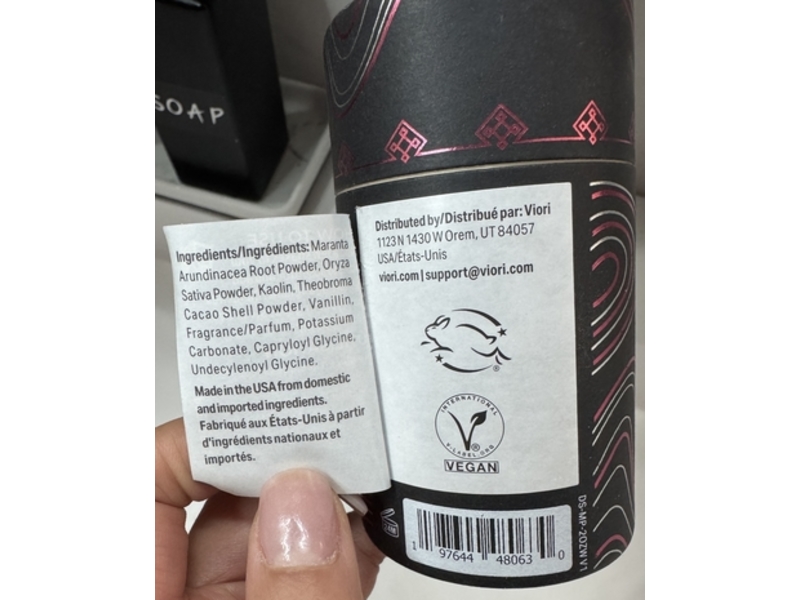 SOAP
Ingredients/Ingrédients: Maranta
Arundinacea Root Powder, Oryza
Sativa Powder, Kaolin, Theobroma
Cacao Shell Powder, Vanillin,
Fragrance/Parfum, Potassium
Carbonate, Capryloyl Glycine,
Undecylenoyl Glycine.
Made in the USA from domestic
and imported ingredients.
Fabriqué aux États-Unis à partir
d'ingrédients nationaux et
importés.
Distributed by/Distribué par: Viori
1123 N 1430 W Orem, UT 84057
USA/États-Unis
viori.com | support@viori.com
®
INTERNATIONAL
V-LABEL.ORG
®
VEGAN
1 97644 48063 0
DS-MP-2OZW V1